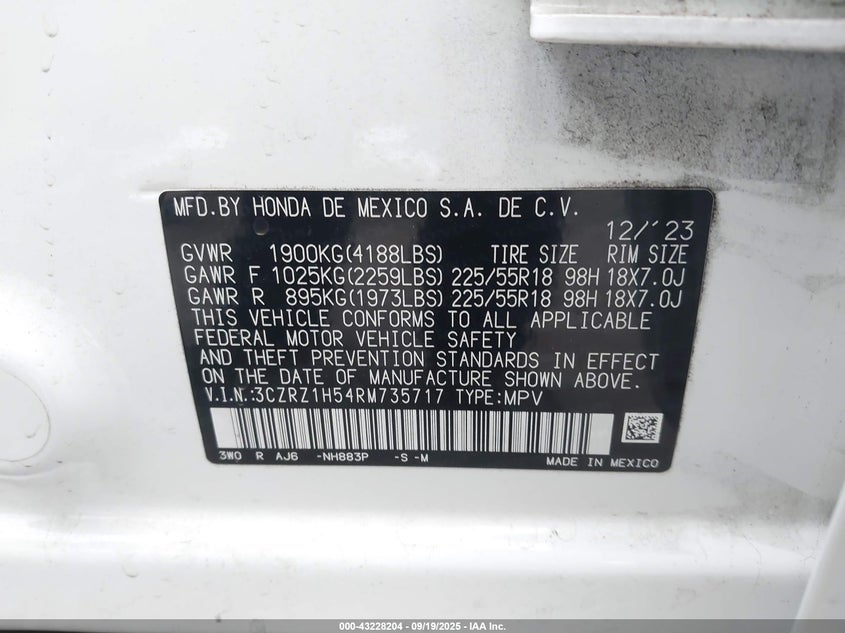 MFD.BY HONDA DE MEXICO S.A. DE C.V.
12/'23
GVWR 1900KG(4188LBS) TIRE SIZE RIM SIZE
GAWR F 1025KG(2259LBS) 225/55R18 98H 18X7.0J
GAWR R 895KG(1973LBS) 225/55R18 98H 18X7.0J
THIS VEHICLE CONFORMS TO ALL APPLICABLE
FEDERAL MOTOR VEHICLE SAFETY
AND THEFT PREVENTION STANDARDS IN EFFECT
ON THE DATE OF MANUFACTURE SHOWN ABOVE.
V.I.N.:3CZRZ1H54RM735717 TYPE:MPV
3W0 R AJ6 -NH883P -S -M MADE IN MEXICO
000-43228204 - 09/19/2025 - IAA Inc.